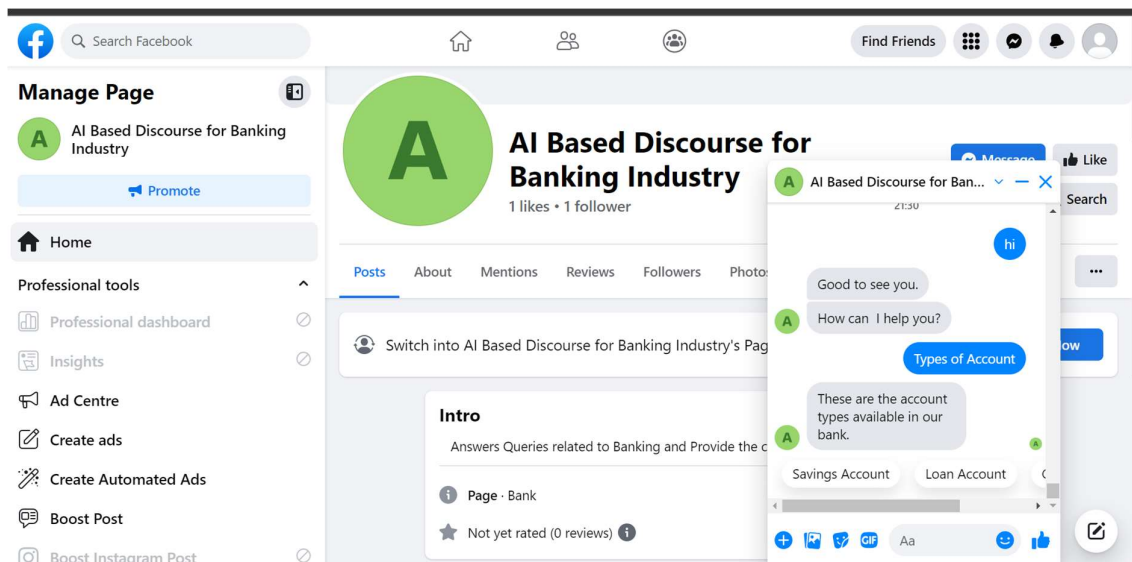 Search Facebook
Find Friends
Manage Page
A
AI Based Discourse for Banking
Industry
Promote
Home
Professional tools
Professional dashboard
Insights
Ad Centre
Create ads
Create Automated Ads
Boost Post
Boost Instagram Post
A
AI Based Discourse for
Banking Industry
1 likes • 1 follower
Message
Like
Search
Posts
About
Mentions
Reviews
Followers
Switch into AI Based Discourse for Banking Industry's
Intro
Answers Queries related to Banking and Provide the
Page · Bank
Not yet rated (0 reviews)
A
AI Based Discourse for Ban...
21:30
hi
Good to see you.
A
How can I help you?
Types of Account
These are the account
types available in our
bank.
A
A
Savings Account
Loan Account
GIF
Aa